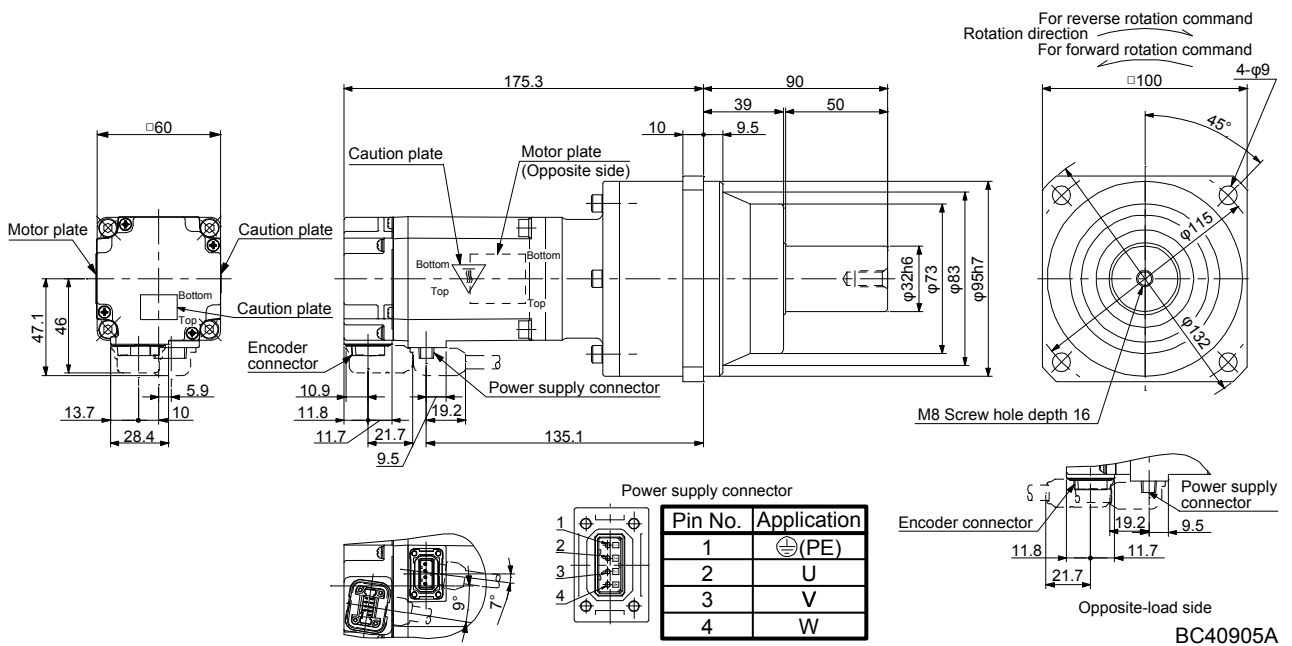 For reverse rotation command
Rotation direction
For forward rotation command
175.3
90
□100
4-φ9
39
50
10
9.5
45°
□60
Caution plate
Motor plate
(Opposite side)
Motor plate
Caution plate
Bottom
Top
Bottom
Top
Bottom
Top
Caution plate
47.1
46
φ32h6
φ73
φ83
φ95h7
φ115
φ132
Encoder
connector
Power supply connector
5.9
13.7
10
28.4
10.9
11.8
11.7
21.7
9.5
19.2
135.1
M8 Screw hole depth 16
Power supply connector
1
2
3
4
Pin No. Application
1 (PE)
2 U
3 V
4 W
9°
7°
Power supply
connector
Encoder connector
19.2
9.5
11.8
11.7
21.7
Opposite-load side
BC40905A